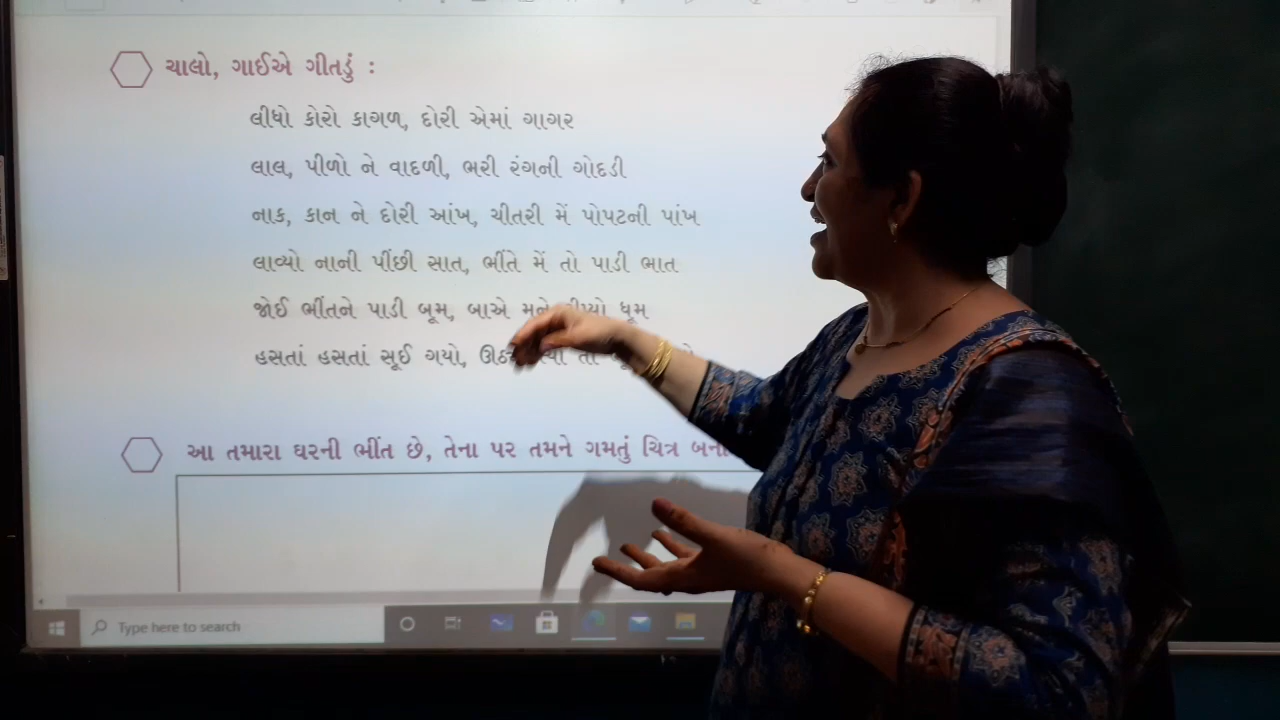 ચાલો, ગાઈએ ગીતડું :
લીધો કોરો કાગળ, દોરી એમાં ગાગર
લાલ, પીળો ને વાદળી, ભરી રંગની ગોદડી
નાક, કાન ને દોરી આંખ, ચીતરી મેં પોપટની પાંખ
લાવ્યો નાની પીંછી સાત, ભીંતે મેં તો પાડી ભાત
જોઈ ભીંતને પાડી બૂમ, બાએ મને ધૂમ
હસતાં હસતાં સૂઈ ગયો, તો
આ તમારા ઘરની ભીંત છે, તેના પર તમને ગમતું ચિત્ર
Type here to search